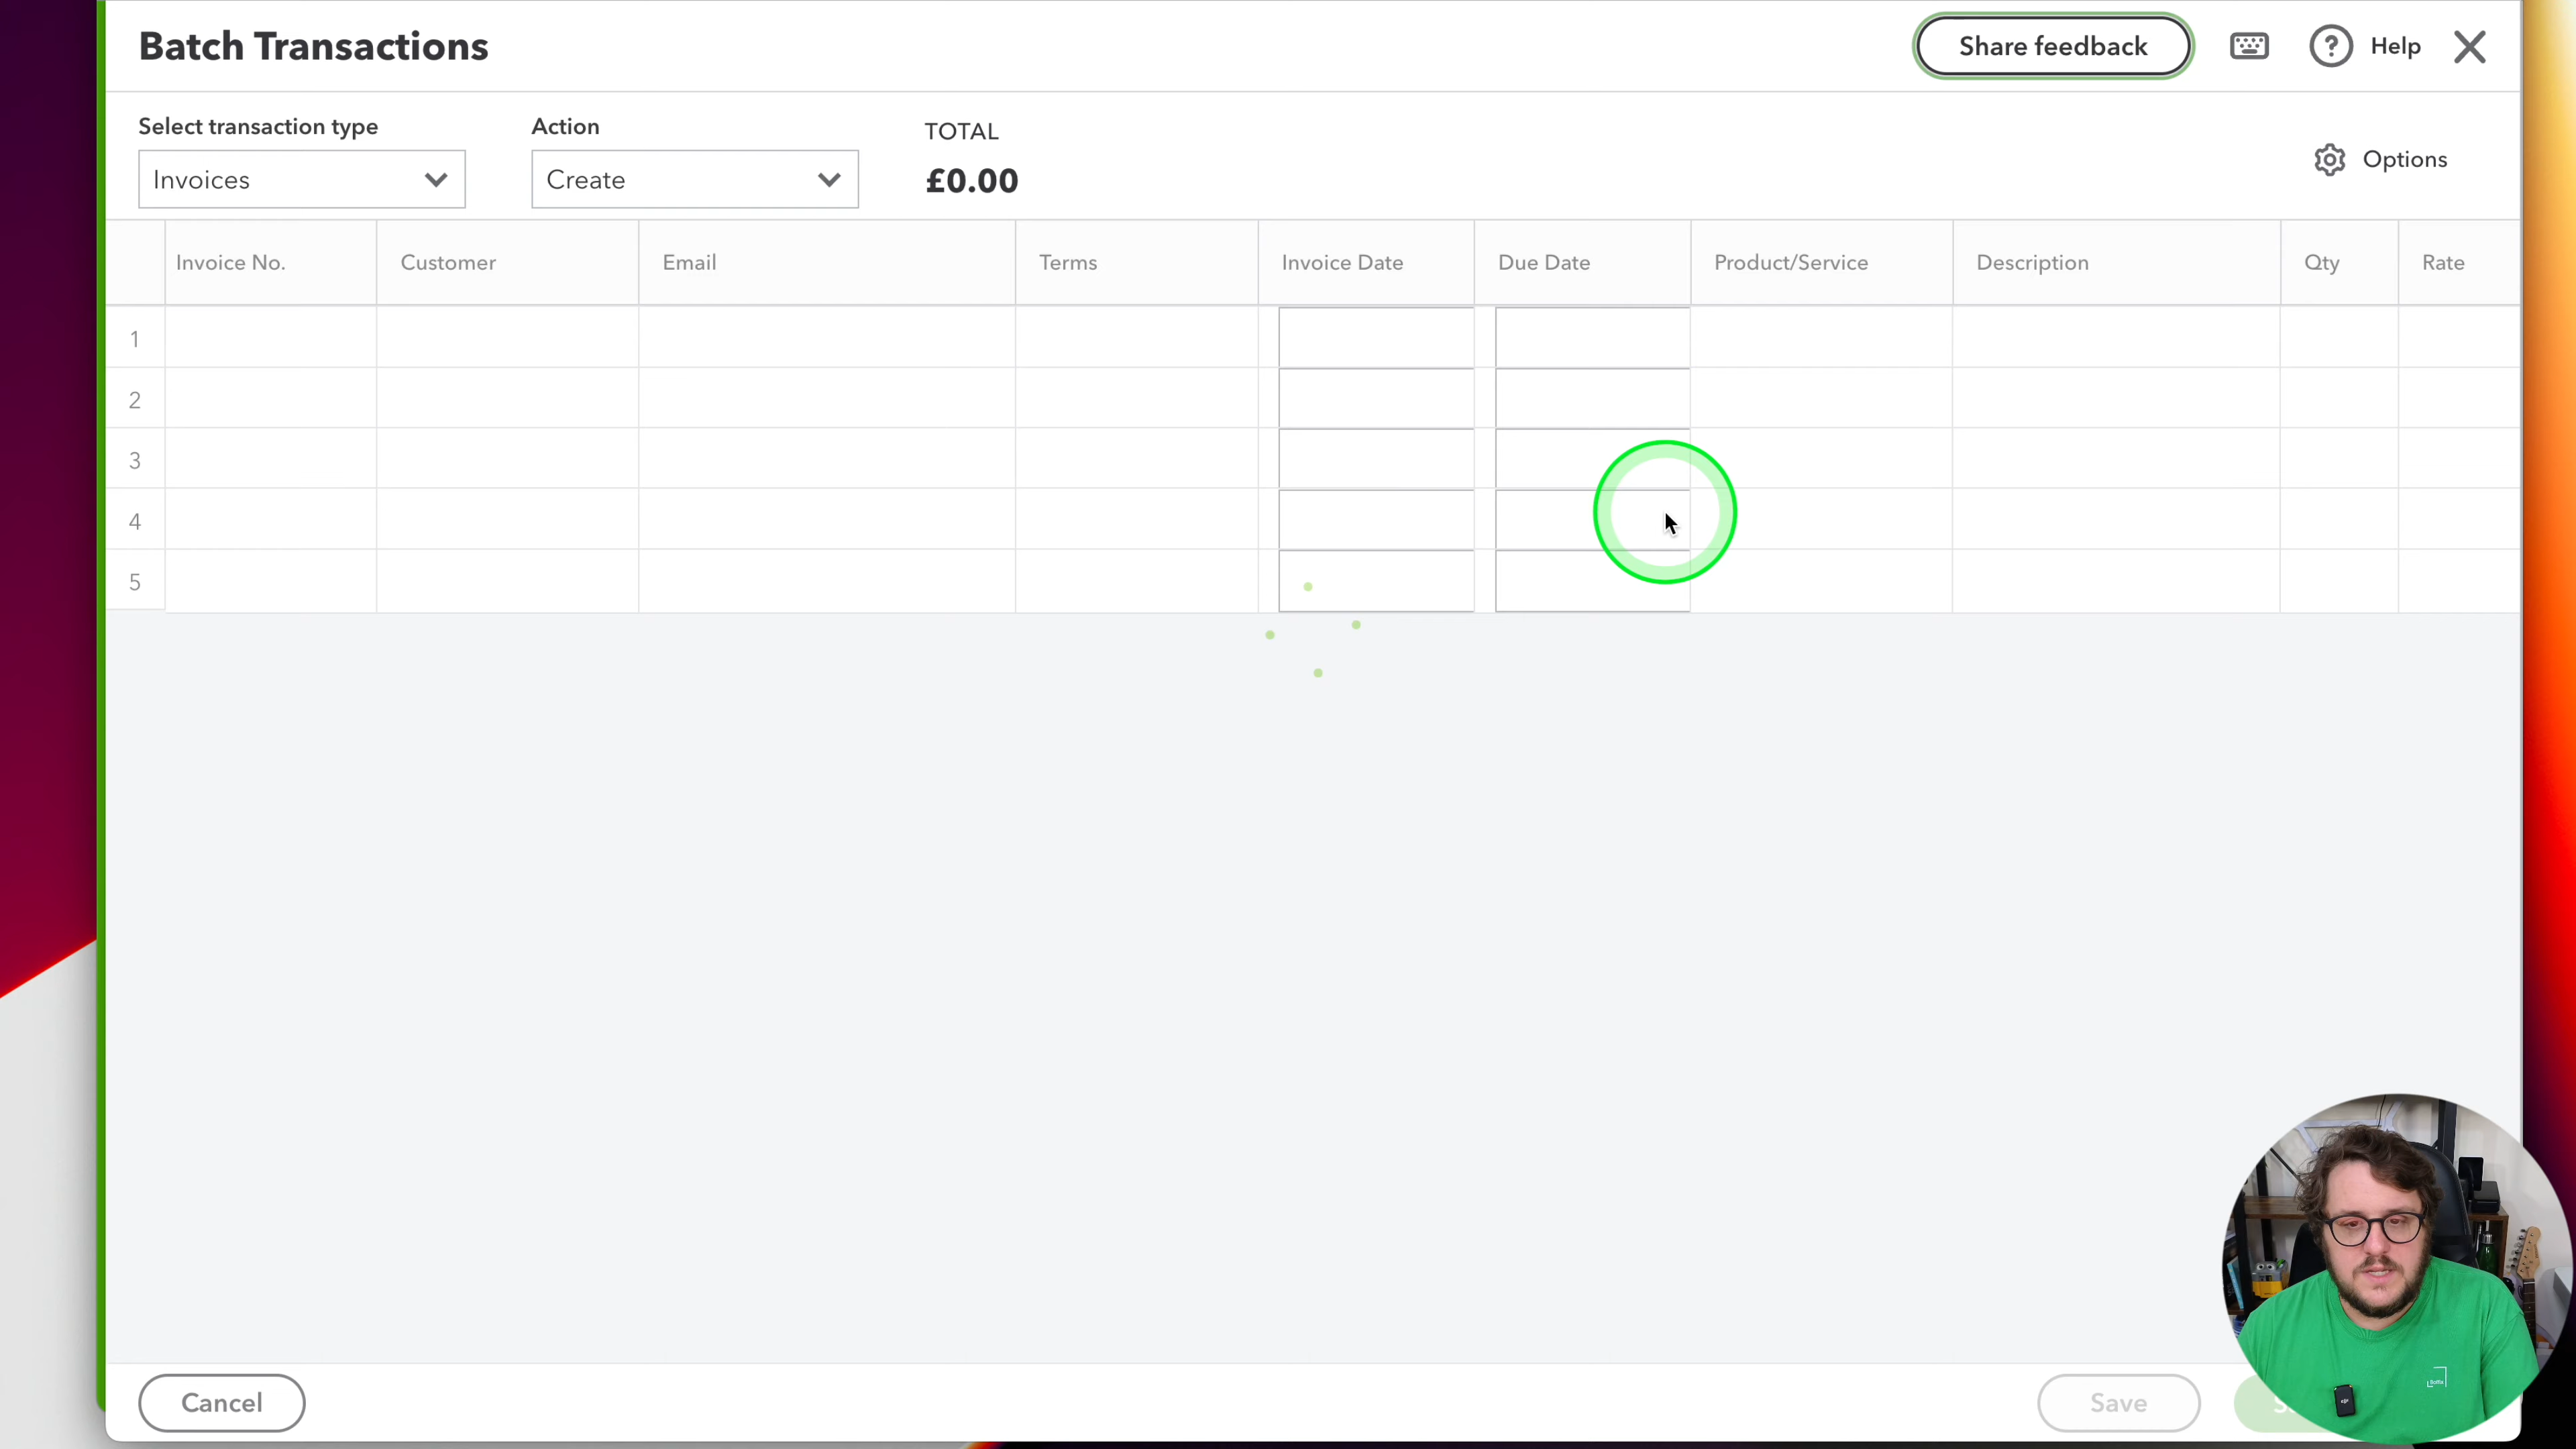 Batch Transactions
Share feedback
Help
Select transaction type
Action
TOTAL
Invoices
Create
£0.00
Options
Invoice No.
Customer
Email
Terms
Invoice Date
Due Date
Product/Service
Description
Qty
Rate
1
2
3
4
5
Cancel
Save